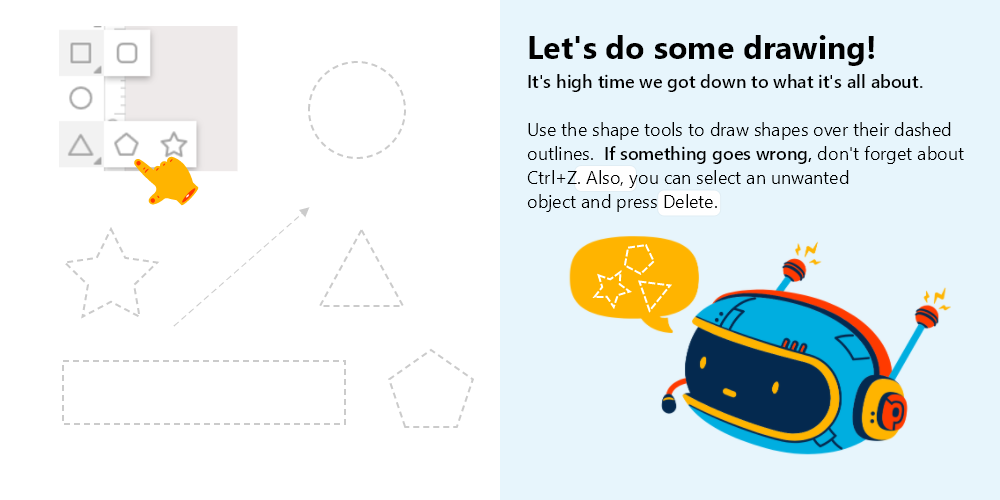 Let's do some drawing!
It's high time we got down to what it's all about.
Use the shape tools to draw shapes over their dashed
outlines.  If something goes wrong, don't forget about
Ctrl+Z. Also, you can select an unwanted
object and press Delete.